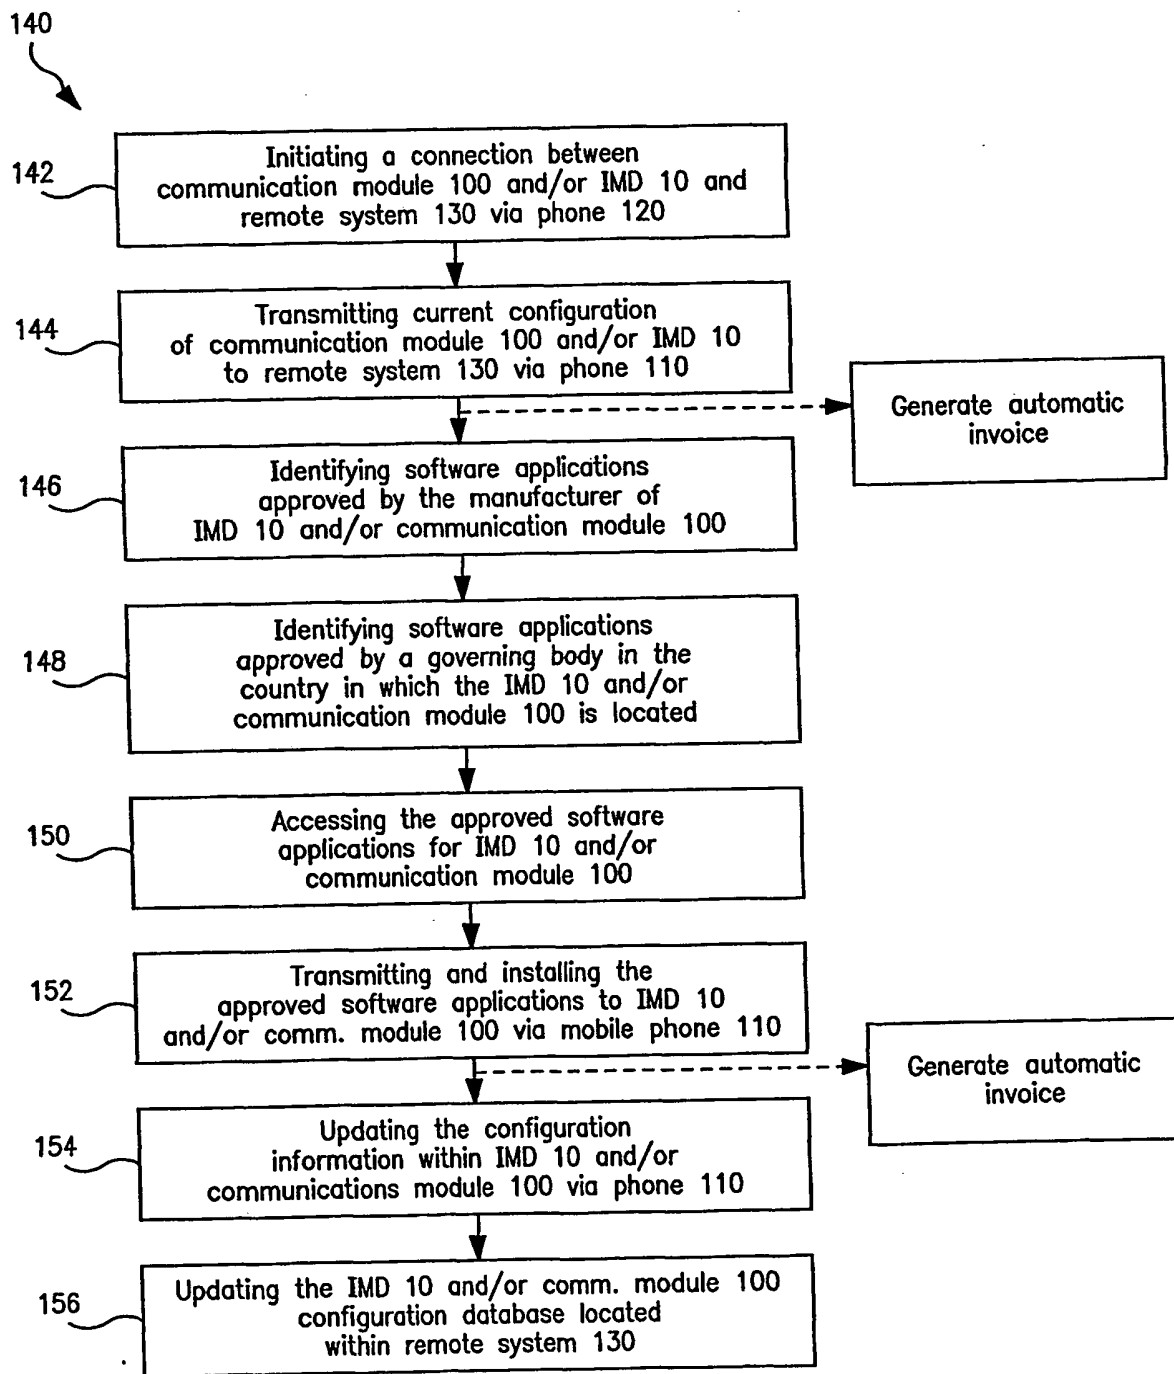 140
142
Initiating a connection between
communication module 100 and/or IMD 10 and
remote system 130 via phone 120
144
Transmitting current configuration
of communication module 100 and/or IMD 10
to remote system 130 via phone 110
Generate automatic
invoice
146
Identifying software applications
approved by the manufacturer of
IMD 10 and/or communication module 100
148
Identifying software applications
approved by a governing body in the
country in which the IMD 10 and/or
communication module 100 is located
150
Accessing the approved software
applications for IMD 10 and/or
communication module 100
152
Transmitting and installing the
approved software applications to IMD 10
and/or comm. module 100 via mobile phone 110
Generate automatic
invoice
154
Updating the configuration
information within IMD 10 and/or
communications module 100 via phone 110
156
Updating the IMD 10 and/or comm. module 100
configuration database located
within remote system 130